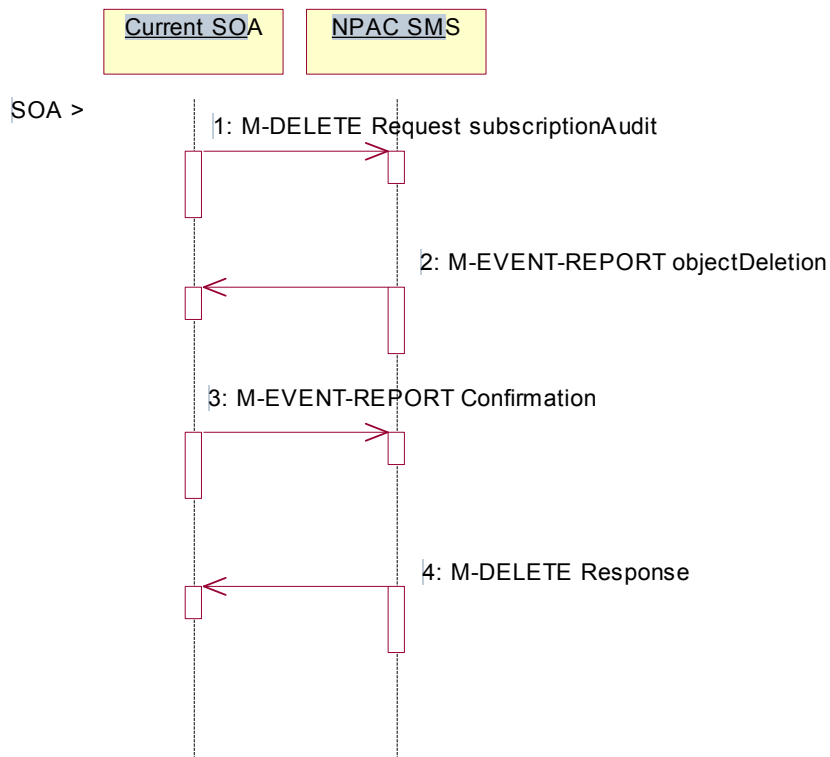 Current SOA
NPAC SMS
SOA >
1: M-DELETE Request subscriptionAudit
2: M-EVENT-REPORT objectDeletion
3: M-EVENT-REPORT Confirmation
4: M-DELETE Response